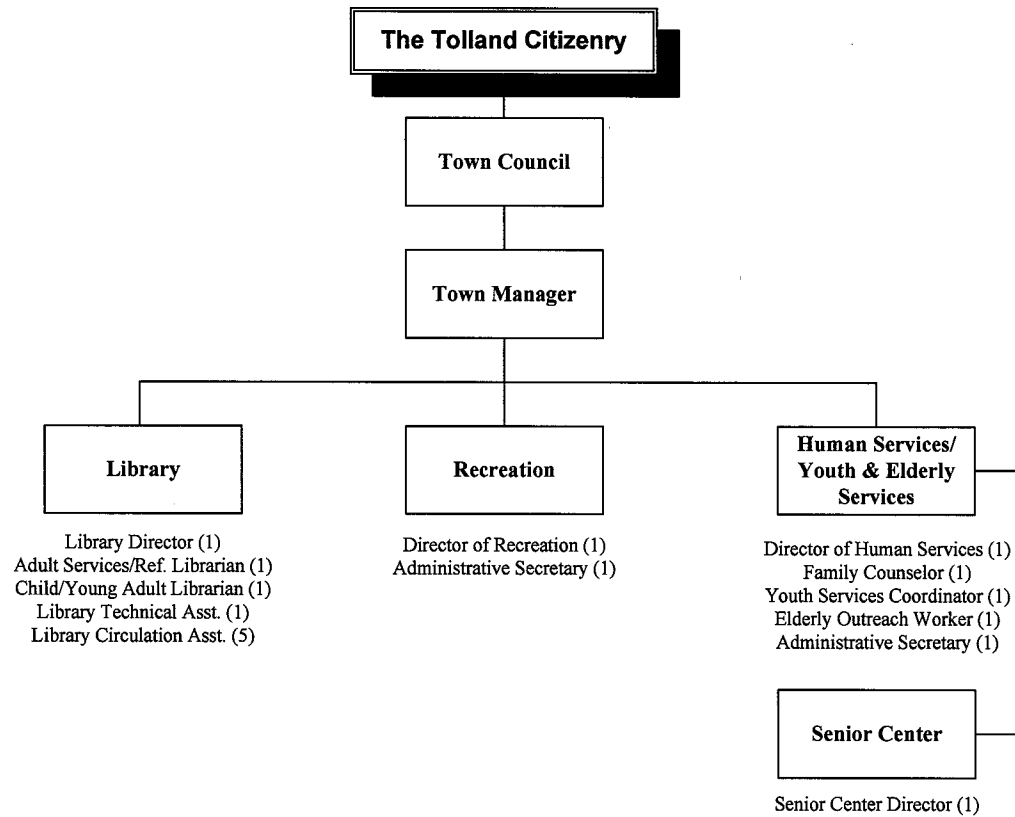 The Tolland Citizenry
Town Council
Town Manager
Library
Library Director (1)
Adult Services/Ref. Librarian (1)
Child/Young Adult Librarian (1)
Library Technical Asst. (1)
Library Circulation Asst. (5)
Recreation
Director of Recreation (1)
Administrative Secretary (1)
Human Services/
Youth & Elderly
Services
Director of Human Services (1)
Family Counselor (1)
Youth Services Coordinator (1)
Elderly Outreach Worker (1)
Administrative Secretary (1)
Senior Center
Senior Center Director (1)